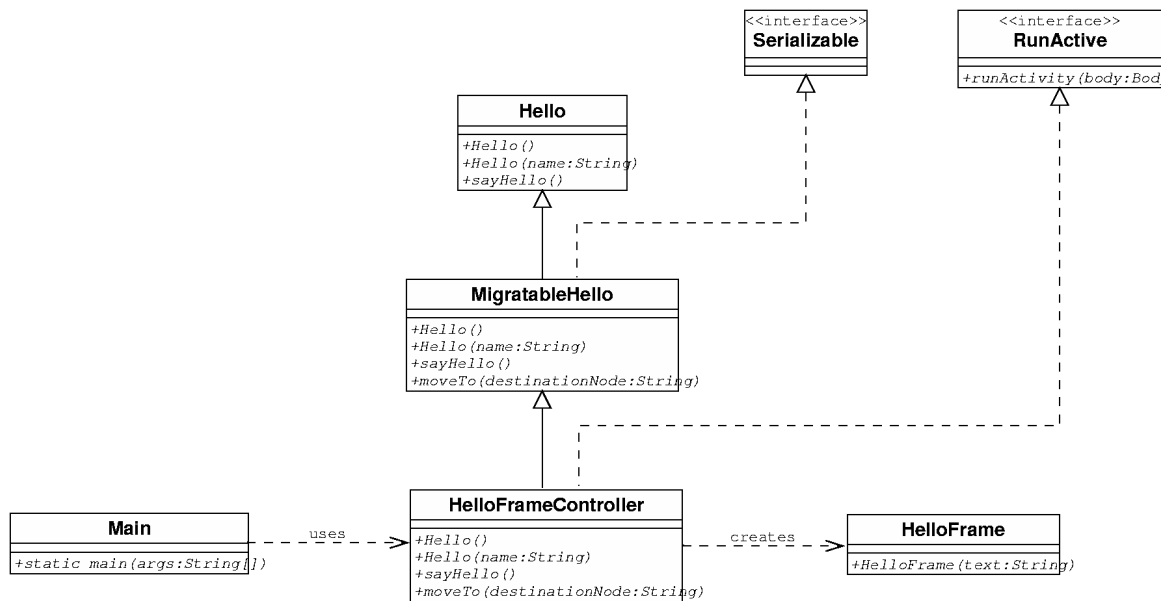 <<interface>>
Serializable
<<interface>>
RunActive
+runActivity(body:Body
Hello
+Hello()
+Hello(name:String)
+sayHello()
MigratableHello
+Hello()
+Hello(name:String)
+sayHello()
+moveTo(destinationNode:String)
HelloFrameController
+Hello()
+Hello(name:String)
+sayHello()
+moveTo(destinationNode:String)
Main
+static main(args:String[])
uses
creates
HelloFrame
+HelloFrame(text:String)